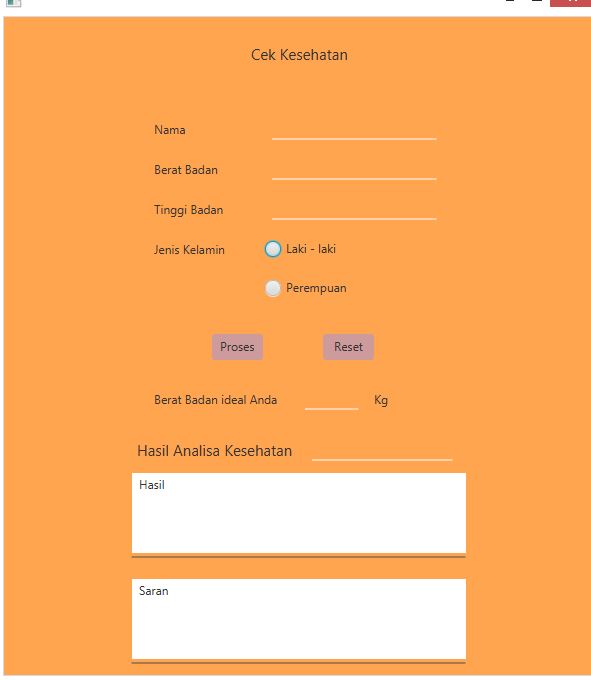 Cek Kesehatan
Nama
Berat Badan
Tinggi Badan
Jenis Kelamin Laki - laki
Perempuan
Proses Reset
Berat Badan ideal Anda Kg
Hasil Analisa Kesehatan
Hasil
Saran